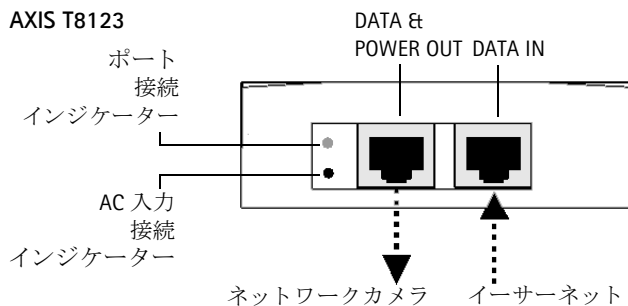 AXIS T8123
DATA &
POWER OUT DATA IN
ポート
接続
インジケーター
AC 入力
接続
インジケーター
ネットワークカメラ
イーサーネット